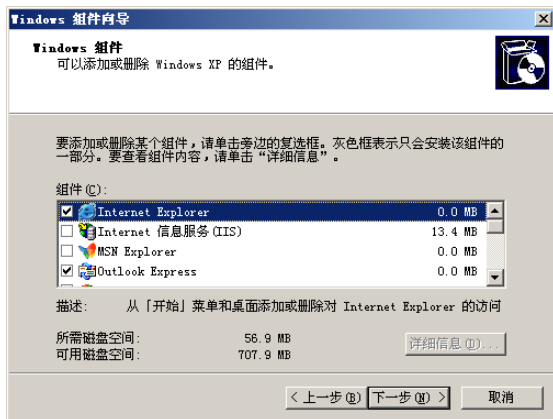 Windows 组件向导
Windows 组件
可以添加或删除 Windows XP 的组件。
要添加或删除某个组件，请单击旁边的复选框。灰色框表示只会安装该组件的
一部分。要查看组件内容，请单击“详细信息”。
组件(C):
Internet Explorer 0.0 MB
Internet 信息服务(IIS) 13.4 MB
MSN Explorer 0.0 MB
Outlook Express 0.0 MB
描述: 从「开始」菜单和桌面添加或删除对 Internet Explorer 的访问
所需磁盘空间: 56.9 MB
可用磁盘空间: 707.9 MB
详细信息(D)...
< 上一步(B) 下一步(N) > 取消